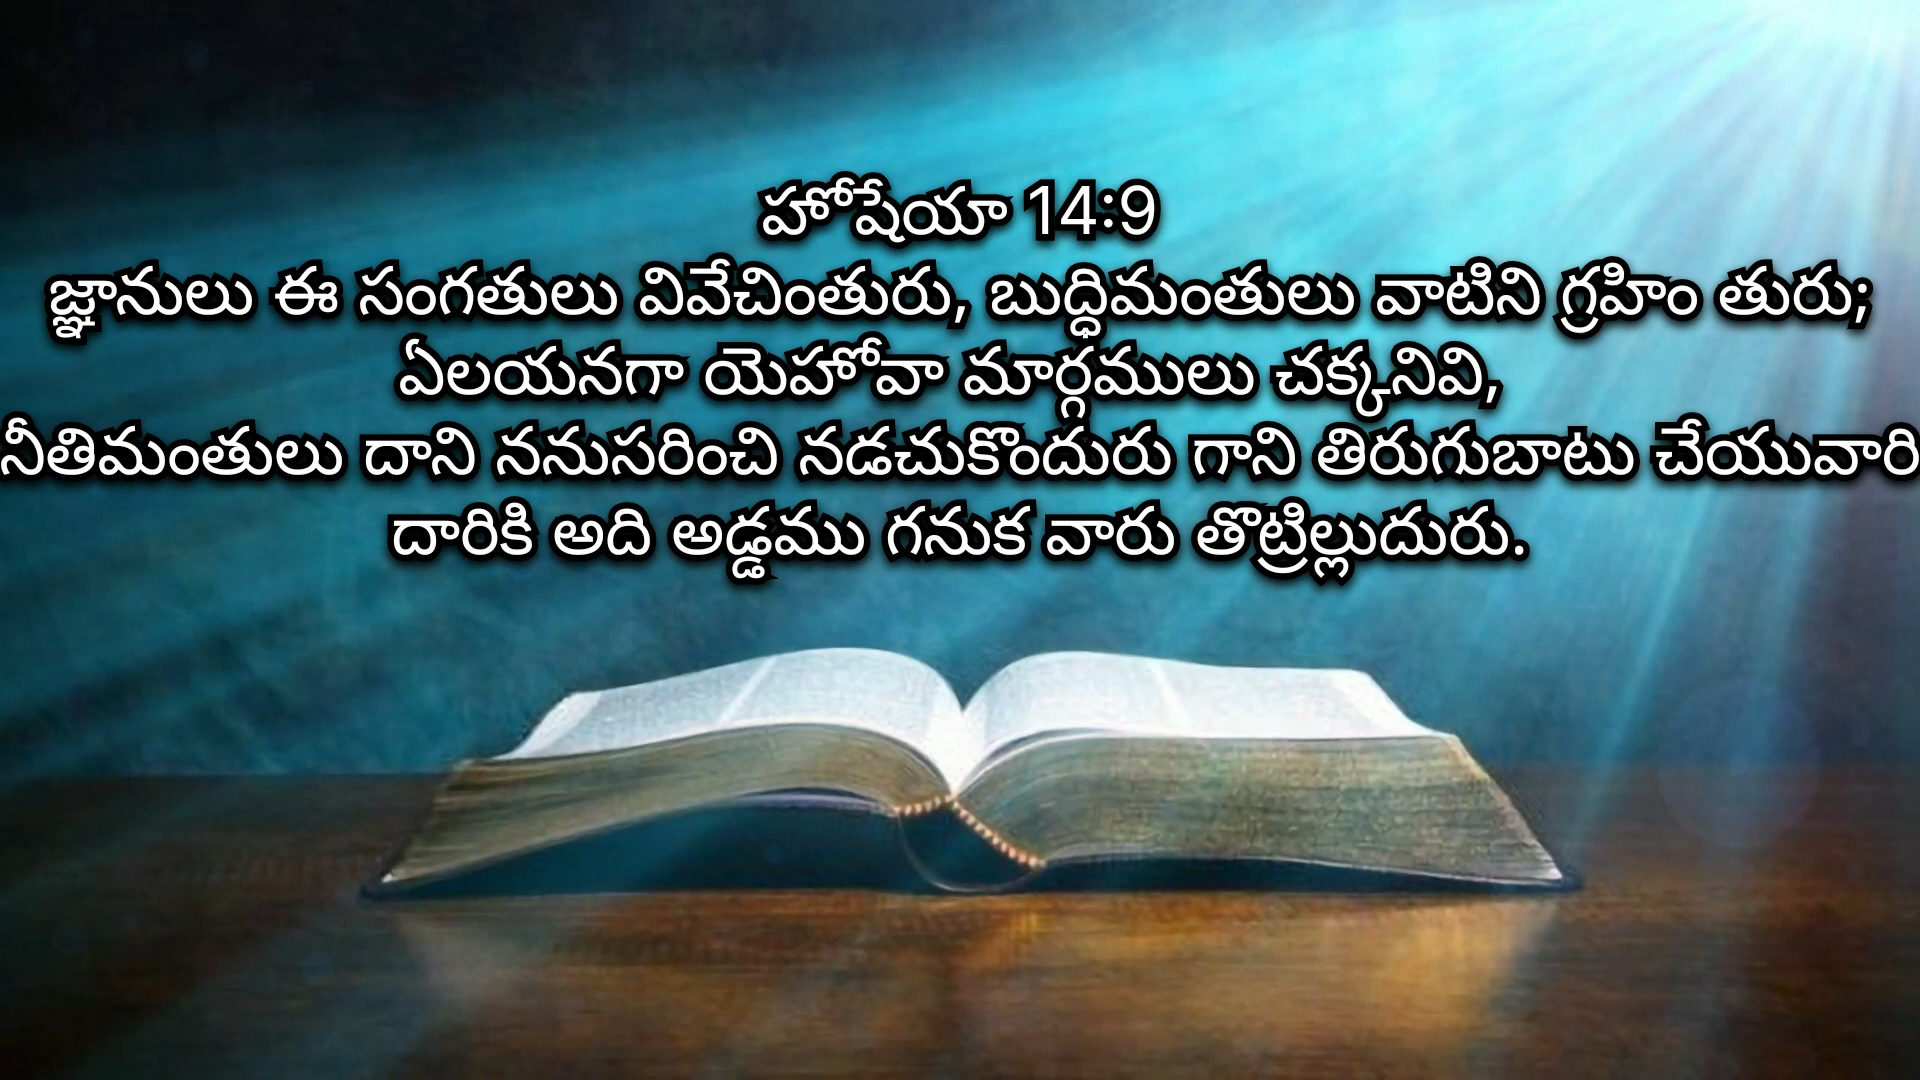 హోషేయా 14:9
జ్ఞానులు ఈ సంగతులు వివేచింతురు, బుద్ధిమంతులు వాటిని గ్రహిం తురు;
ఏలయనగా యెహోవా మార్గములు చక్కనివి,
నీతిమంతులు దాని ననుసరించి నడచుకొందురు గాని తిరుగుబాటు చేయువారి
దారికి అది అడ్డము గనుక వారు తొట్రిల్లుదురు.